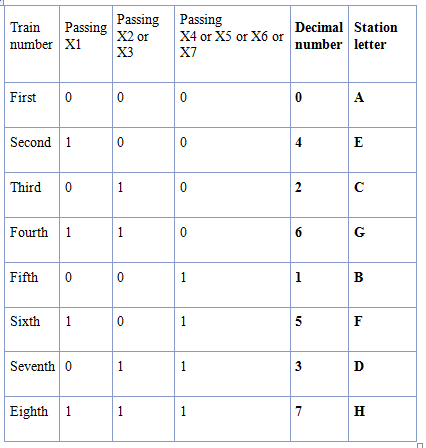 Train number | Passing X1 | Passing X2 or X3 | Passing X4 or X5 or X6 or X7 | Decimal number | Station letter
First | 0 | 0 | 0 | 0 | A
Second | 1 | 0 | 0 | 4 | E
Third | 0 | 1 | 0 | 2 | C
Fourth | 1 | 1 | 0 | 6 | G
Fifth | 0 | 0 | 1 | 1 | B
Sixth | 1 | 0 | 1 | 5 | F
Seventh | 0 | 1 | 1 | 3 | D
Eighth | 1 | 1 | 1 | 7 | H